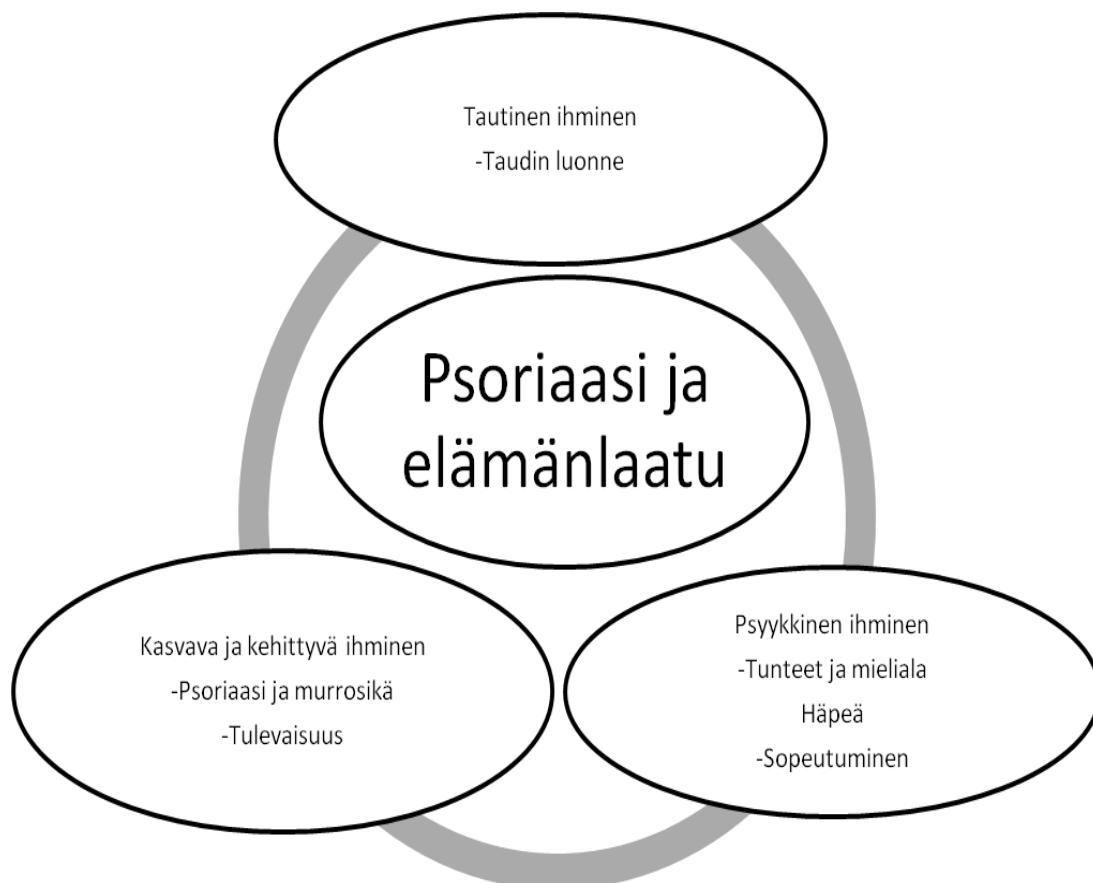 Tautinen ihminen
-Taudin luonne
Psoriaasi ja
elämänlaatu
Kasvava ja kehittyvä ihminen
-Psoriaasi ja murrosikä
-Tulevaisuus
Psyykkinen ihminen
-Tunteet ja mieliala
Häpeä
-Sopeutuminen